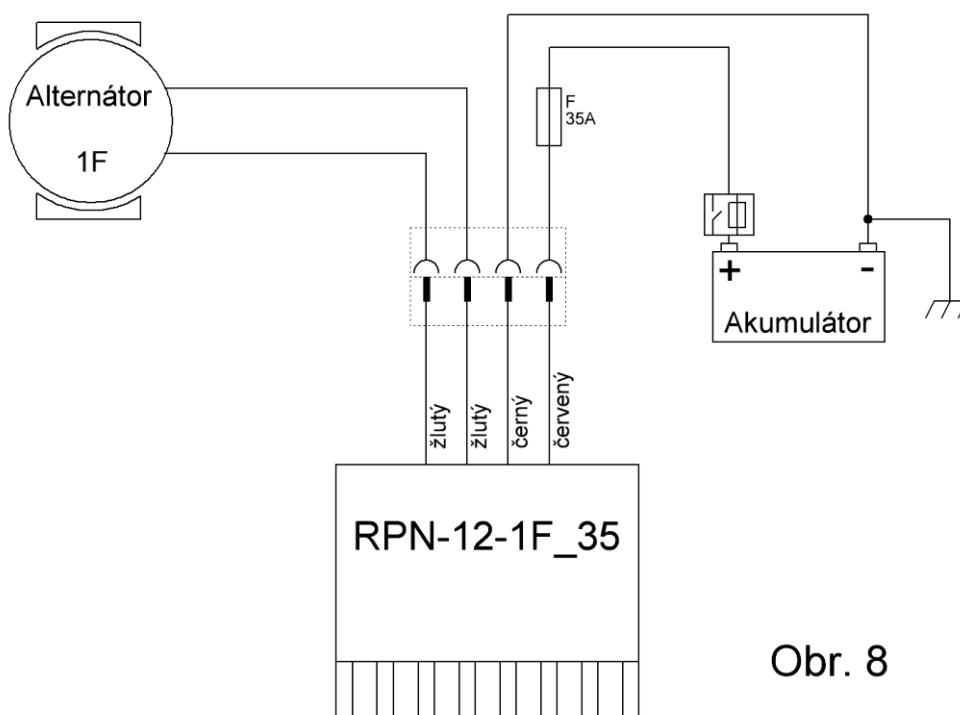 Alternátor
1F
F
35A
+
-
Akumulátor
žlutý
žlutý
černý
červený
RPN-12-1F_35
Obr. 8